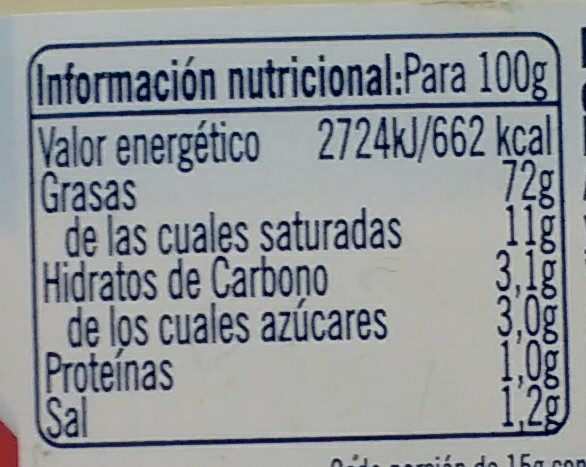 Información nutricional:Para 100g
Valor energético 2724kJ/662 kcal
Grasas 72g
de las cuales saturadas 11g
Hidratos de Carbono 3,1g
de los cuales azúcares 3,0g
Proteínas 1,0g
Sal 1,2g